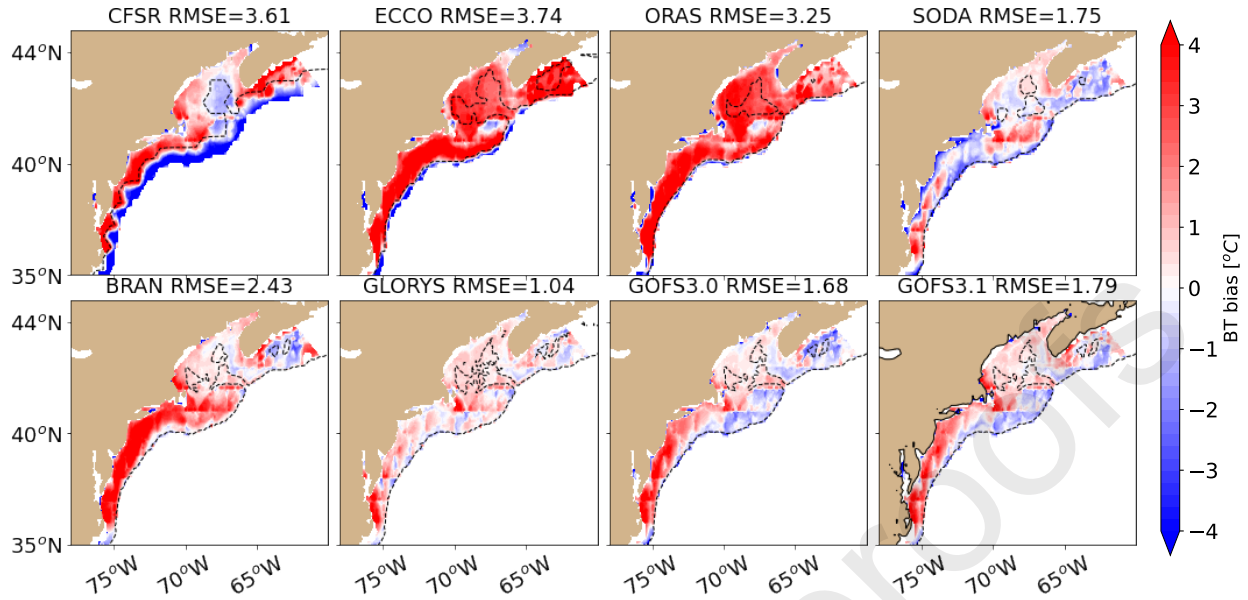 CFSR RMSE=3.61 ECCO RMSE=3.74 ORAS RMSE=3.25 SODA RMSE=1.75
44°N
40°N
35°N
BRAN RMSE=2.43 GLORYS RMSE=1.04 GOFS3.0 RMSE=1.68 GOFS3.1 RMSE=1.79
44°N
40°N
35°N
75°W 70°W 65°W 75°W 70°W 65°W 75°W 70°W 65°W 75°W 70°W 65°W
4
3
2
1
0
−1
−2
−3
−4
BT bias [°C]
proofs